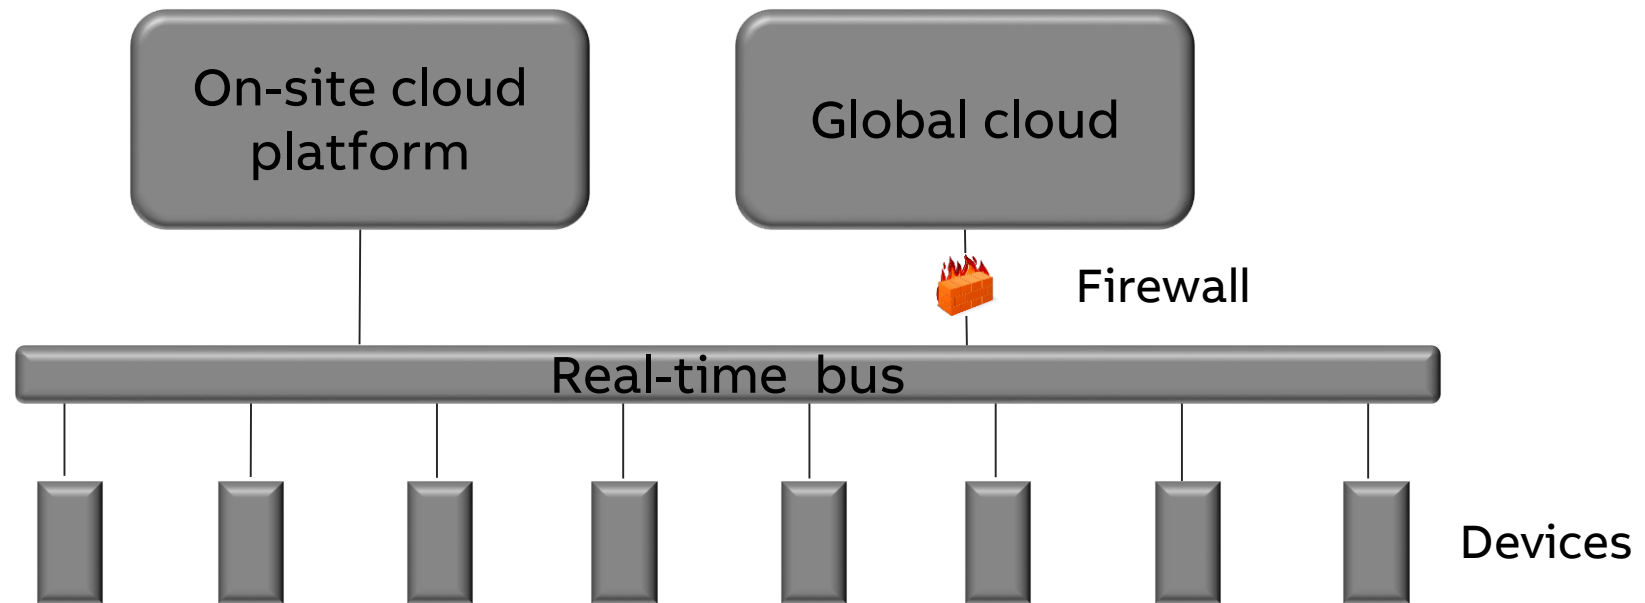 On-site cloud
platform
Global cloud
Firewall
Real-time bus
Devices